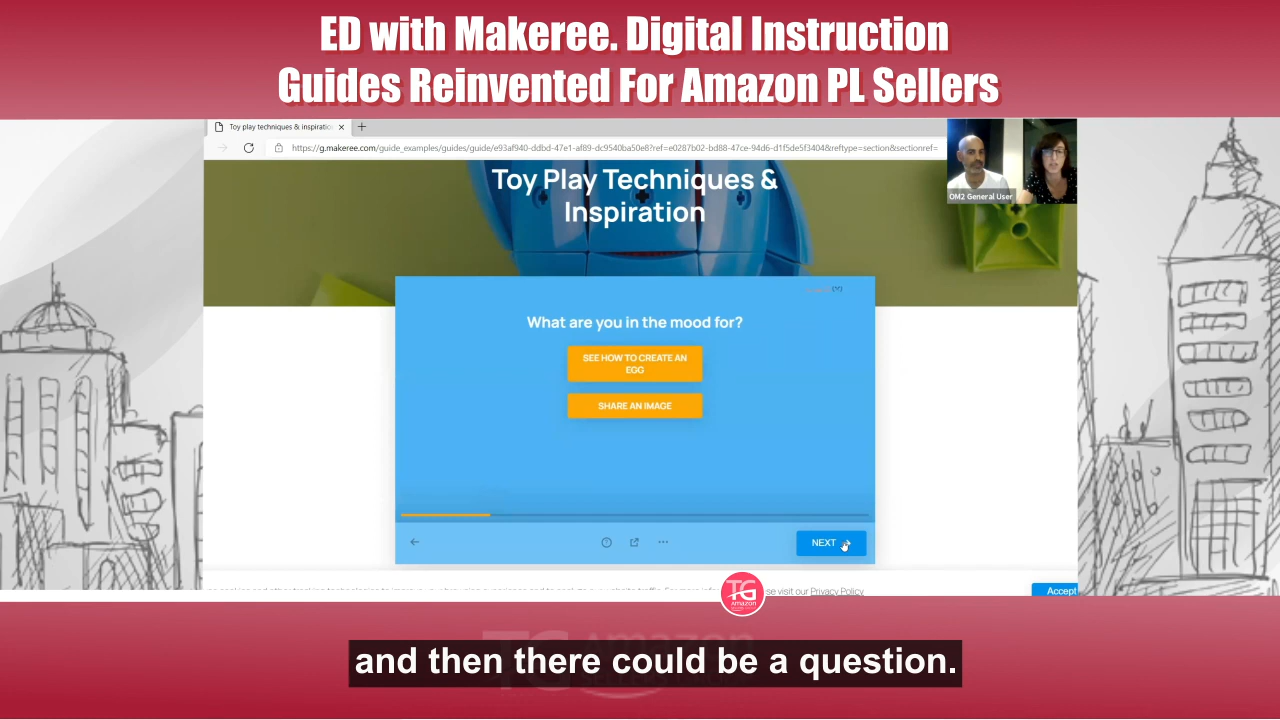 ED with Makeree. Digital Instruction
Guides Reinvented For Amazon PL Sellers
Toy play techniques & inspiratio
https://g.makeree.com/guide_examples/guides/guide/e93af940-ddbd-47e1-af89-dc9540ba50e8?ref=e0287b02-bd88-47ce-94d6-d1f5de5f3404&reftype=section&sectionref=
OM2 General User
Toy Play Techniques &
Inspiration
What are you in the mood for?
SEE HOW TO CREATE AN
EGG
SHARE AN IMAGE
NEXT
se visit our Privacy Policy
Accept
TG
Amazon
and then there could be a question.